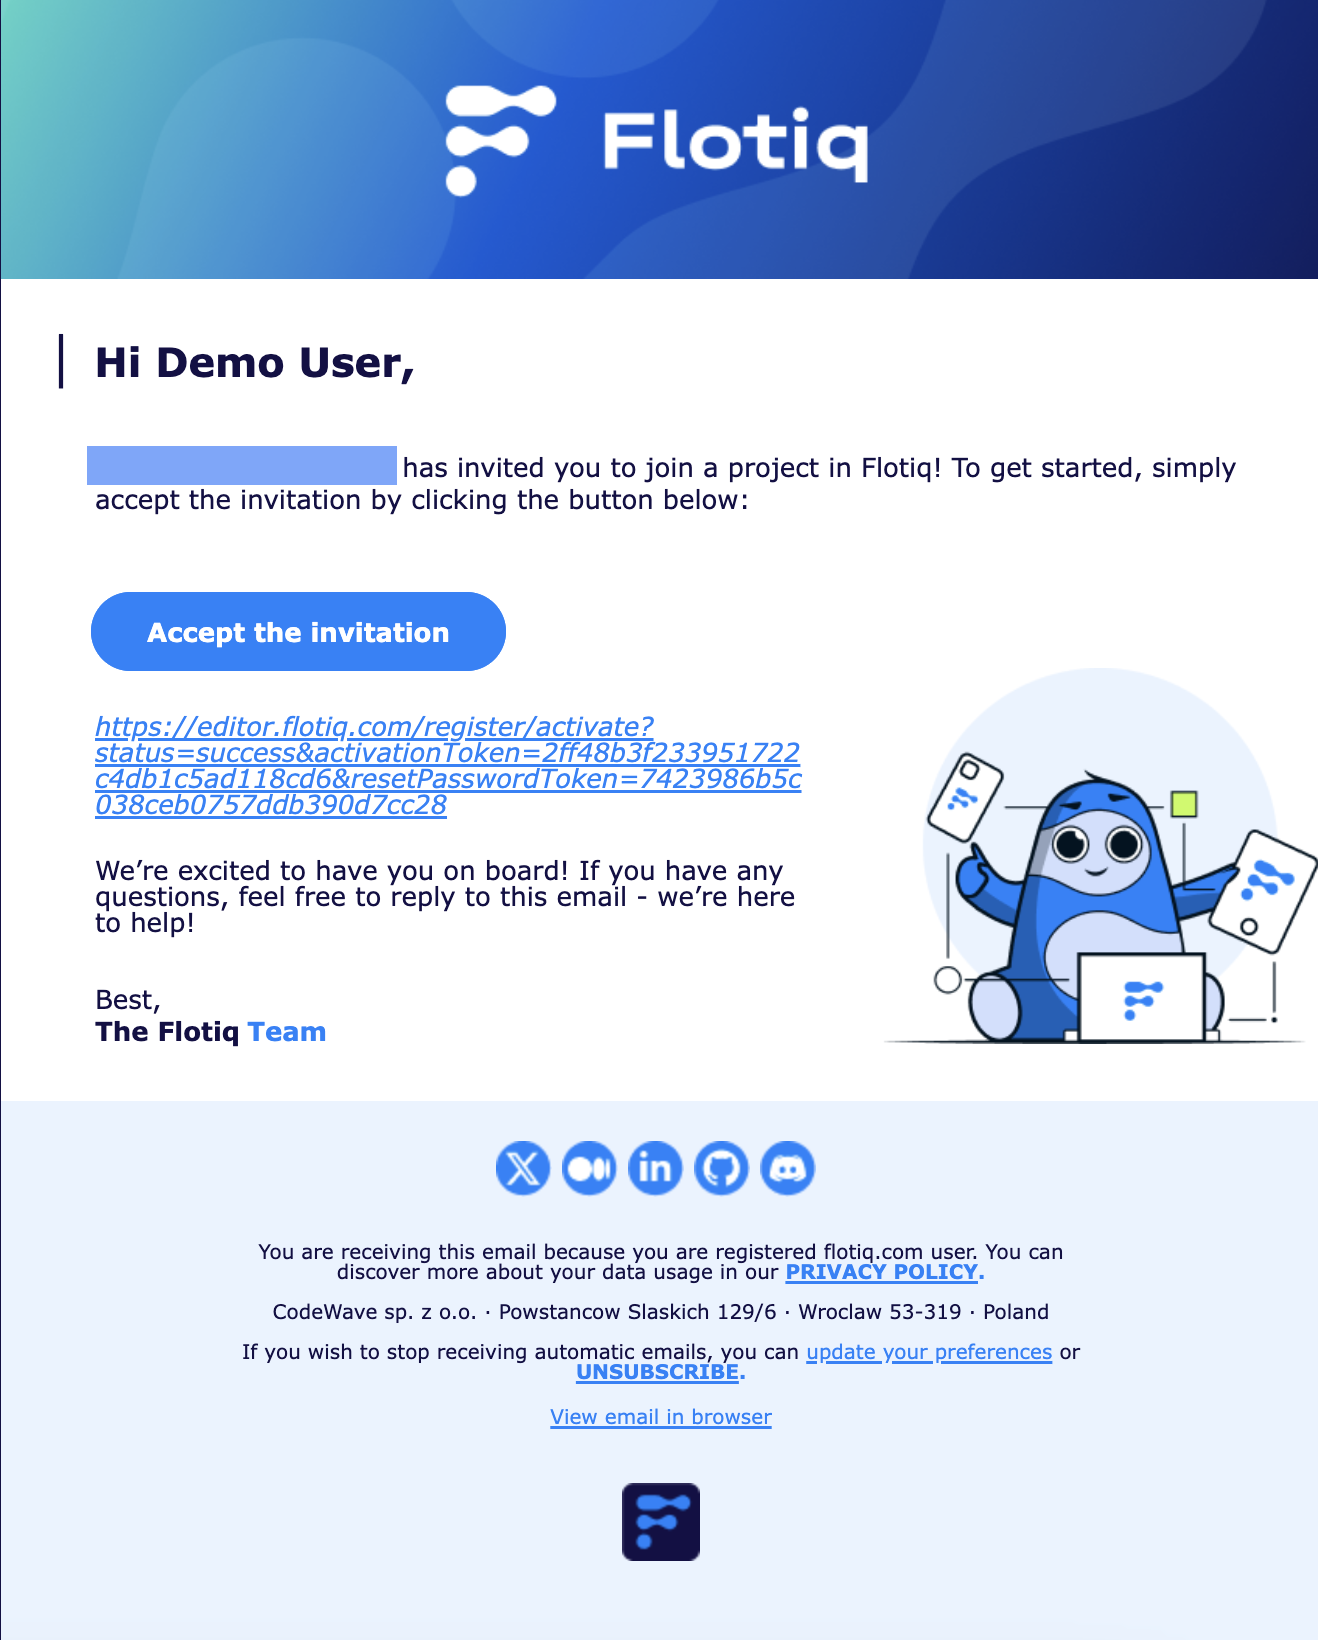 Flotiq
Hi Demo User,
has invited you to join a project in Flotiq! To get started, simply
accept the invitation by clicking the button below:
Accept the invitation
https://editor.flotiq.com/register/activate?
status=success&activationToken=2ff48b3f233951722
c4db1c5ad118cd6&resetPasswordToken=7423986b5c
038ceb0757ddb390d7cc28
We’re excited to have you on board! If you have any
questions, feel free to reply to this email - we’re here
to help!
Best,
The Flotiq Team
You are receiving this email because you are registered flotiq.com user. You can
discover more about your data usage in our PRIVACY POLICY.
CodeWave sp. z o.o. · Powstancow Slaskich 129/6 · Wroclaw 53-319 · Poland
If you wish to stop receiving automatic emails, you can update your preferences or
UNSUBSCRIBE.
View email in browser